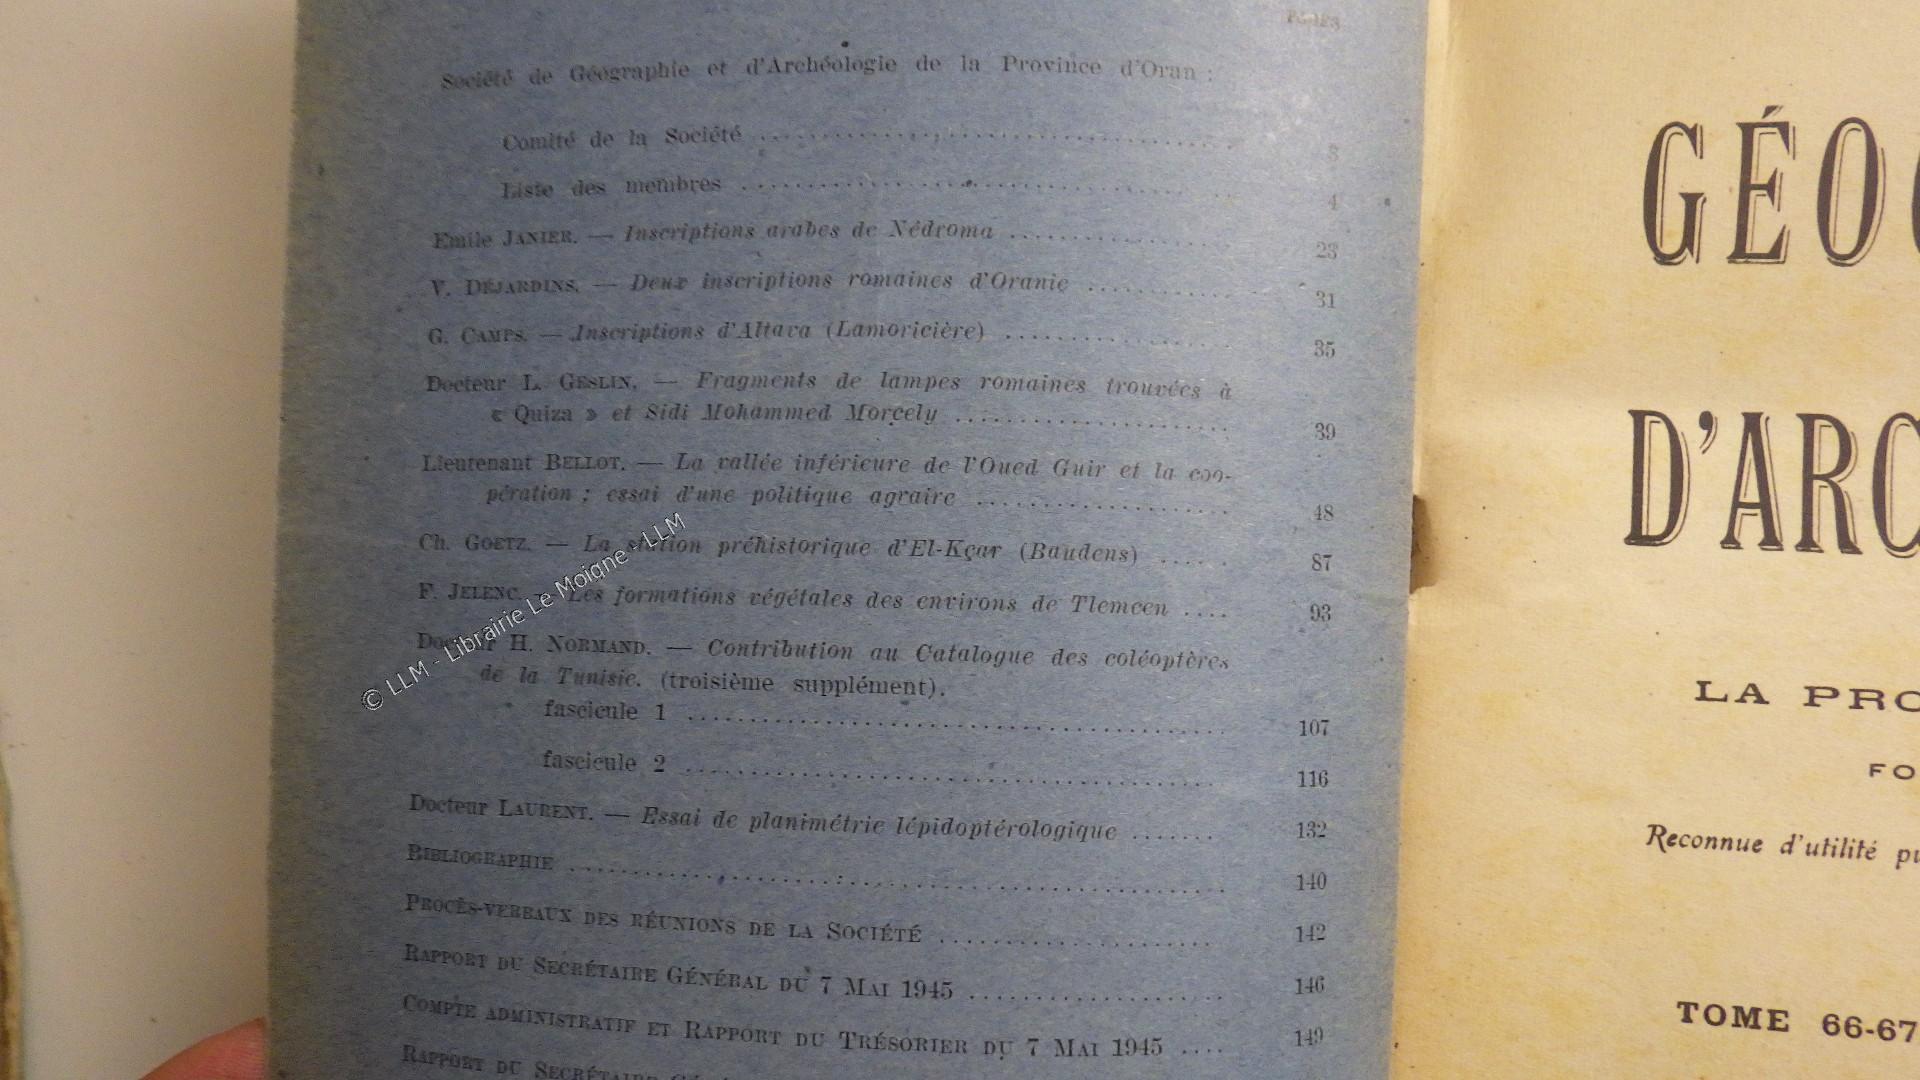 PAGES
Société de Géographie et d'Archéologie de la Province d'Oran :
Comité de la Société 3
Liste des membres 4
Emile JANIER. — Inscriptions arabes de Nédroma 23
V. DÉJARDINS. — Deux inscriptions romaines d'Oranie 31
G. CAMPS. — Inscriptions d'Altava (Lamoricière) 35
Docteur L. GESLIN. — Fragments de lampes romaines trouvées à
« Quiza » et Sidi Mohammed Morcely 39
Lieutenant BELLOT. — La vallée inférieure de l'Oued Guir et la coo-
pération ; essai d'une politique agraire 48
Ch. GOETZ. — La station préhistorique d'El-Kçar (Baudens) 87
F. JELENC. — Les formations végétales des environs de Tlemcen 93
Docteur H. NORMAND. — Contribution au Catalogue des coléoptères
de la Tunisie. (troisième supplément).
fascicule 1 107
fascicule 2 116
Docteur LAURENT. — Essai de planimétrie lépidoptérologique 132
BIBLIOGRAPHIE 140
PROCÈS-VERBAUX DES RÉUNIONS DE LA SOCIÉTÉ 142
RAPPORT DU SECRÉTAIRE GÉNÉRAL DU 7 MAI 1945 146
COMPTE ADMINISTRATIF ET RAPPORT DU TRÉSORIER DU 7 MAI 1945 149
RAPPORT DU SECRÉTAIRE
© LLM - Librairie Le Moigne - LLM
GÉO
D'ARC
LA PRO
FO
Reconnue d'utilité pu
TOME 66-67